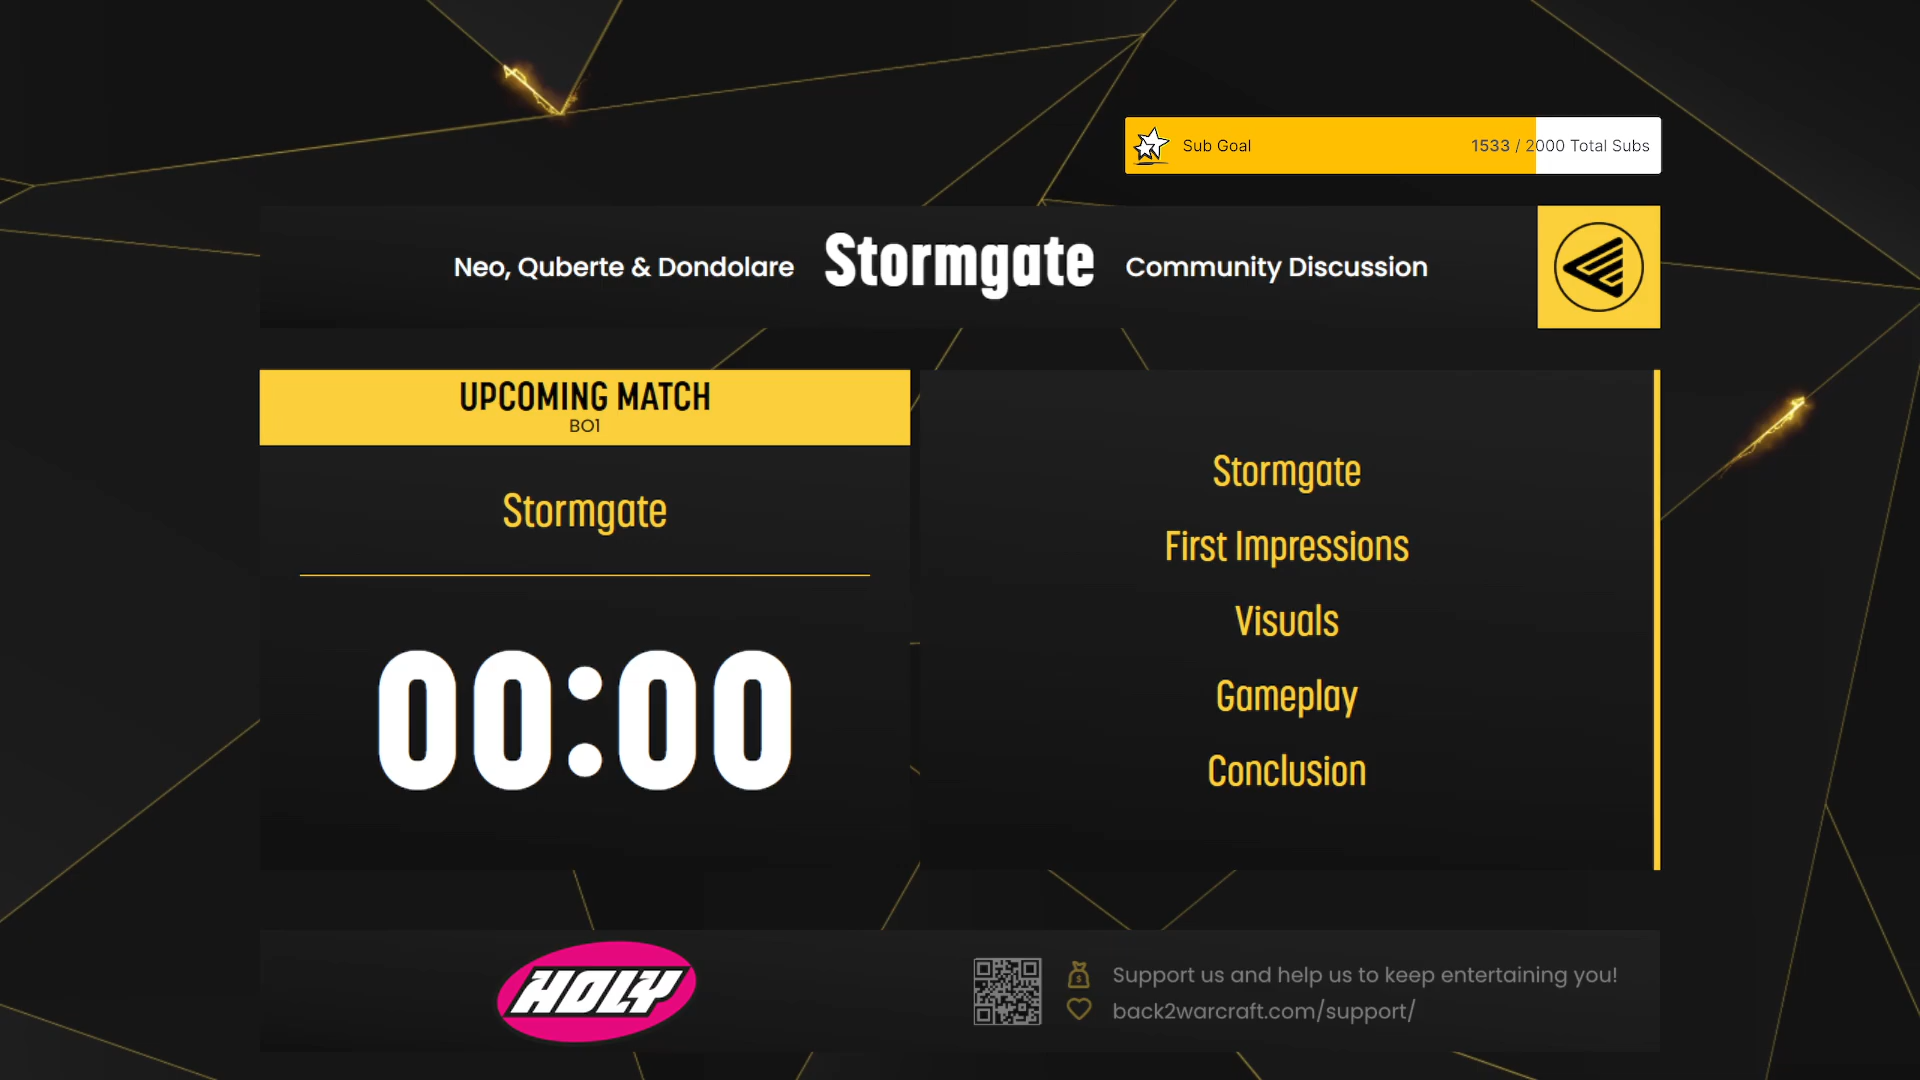 Sub Goal
1533 / 2000 Total Subs
Neo, Quberte & Dondolare
Stormgate
Community Discussion
UPCOMING MATCH
BO1
Stormgate
00:00
Stormgate
First Impressions
Visuals
Gameplay
Conclusion
HOLY
Support us and help us to keep entertaining you!
back2warcraft.com/support/